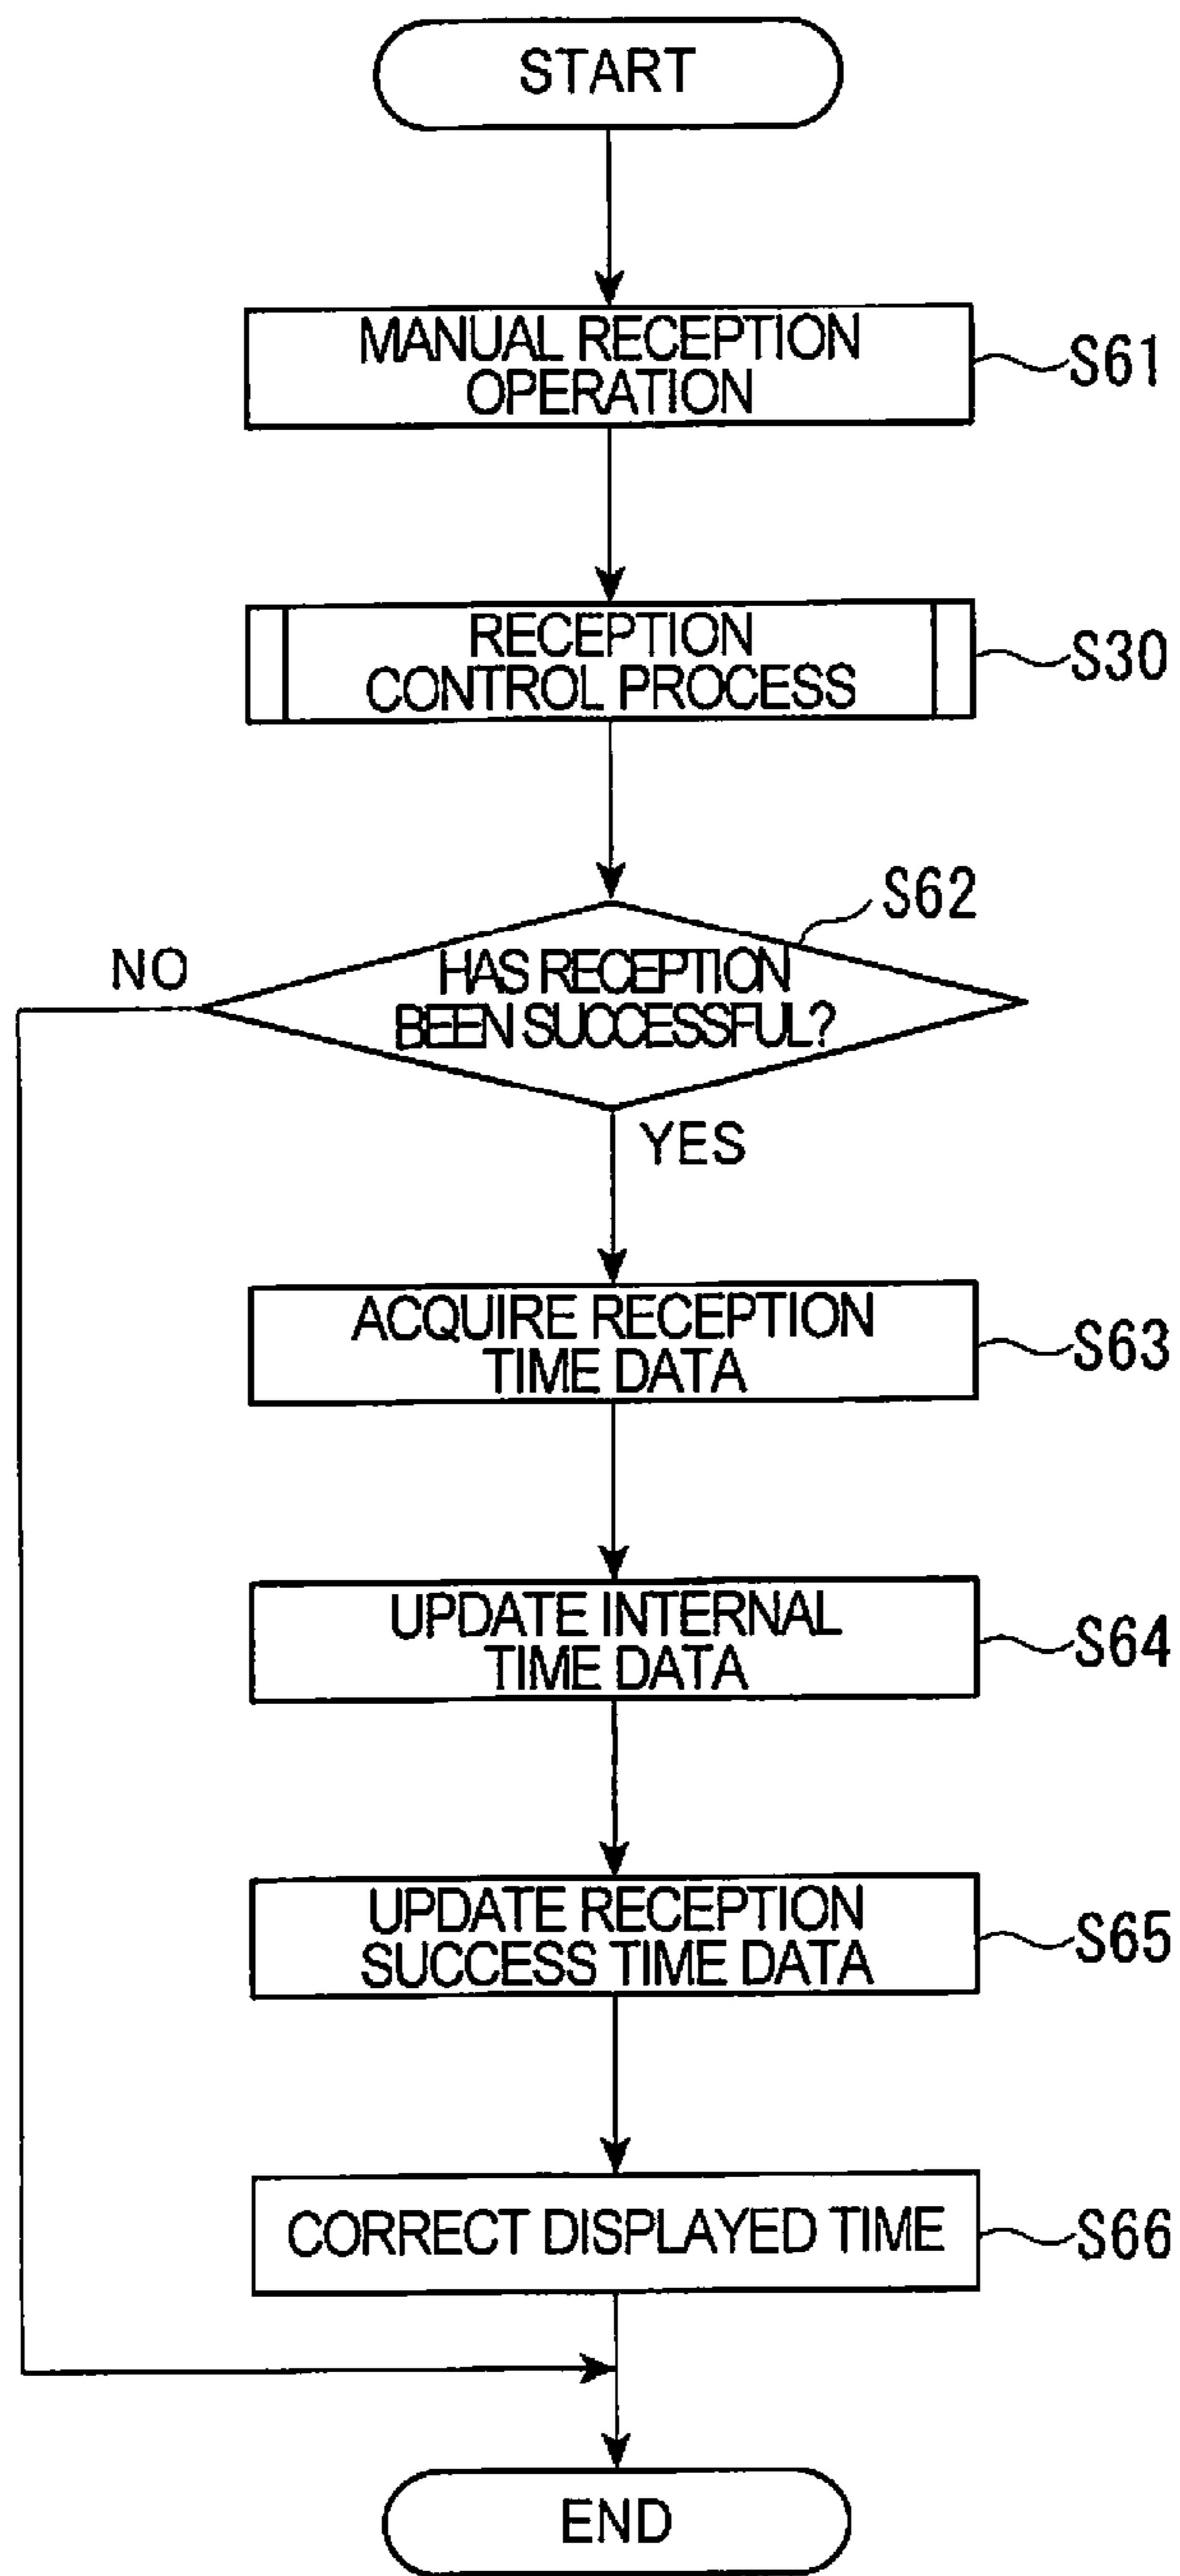 START
MANUAL RECEPTION
OPERATION
S61
RECEPTION
CONTROL PROCESS
S30
S62
NO
HAS RECEPTION
BEEN SUCCESSFUL?
YES
ACQUIRE RECEPTION
TIME DATA
S63
UPDATE INTERNAL
TIME DATA
S64
UPDATE RECEPTION
SUCCESS TIME DATA
S65
CORRECT DISPLAYED TIME
S66
END